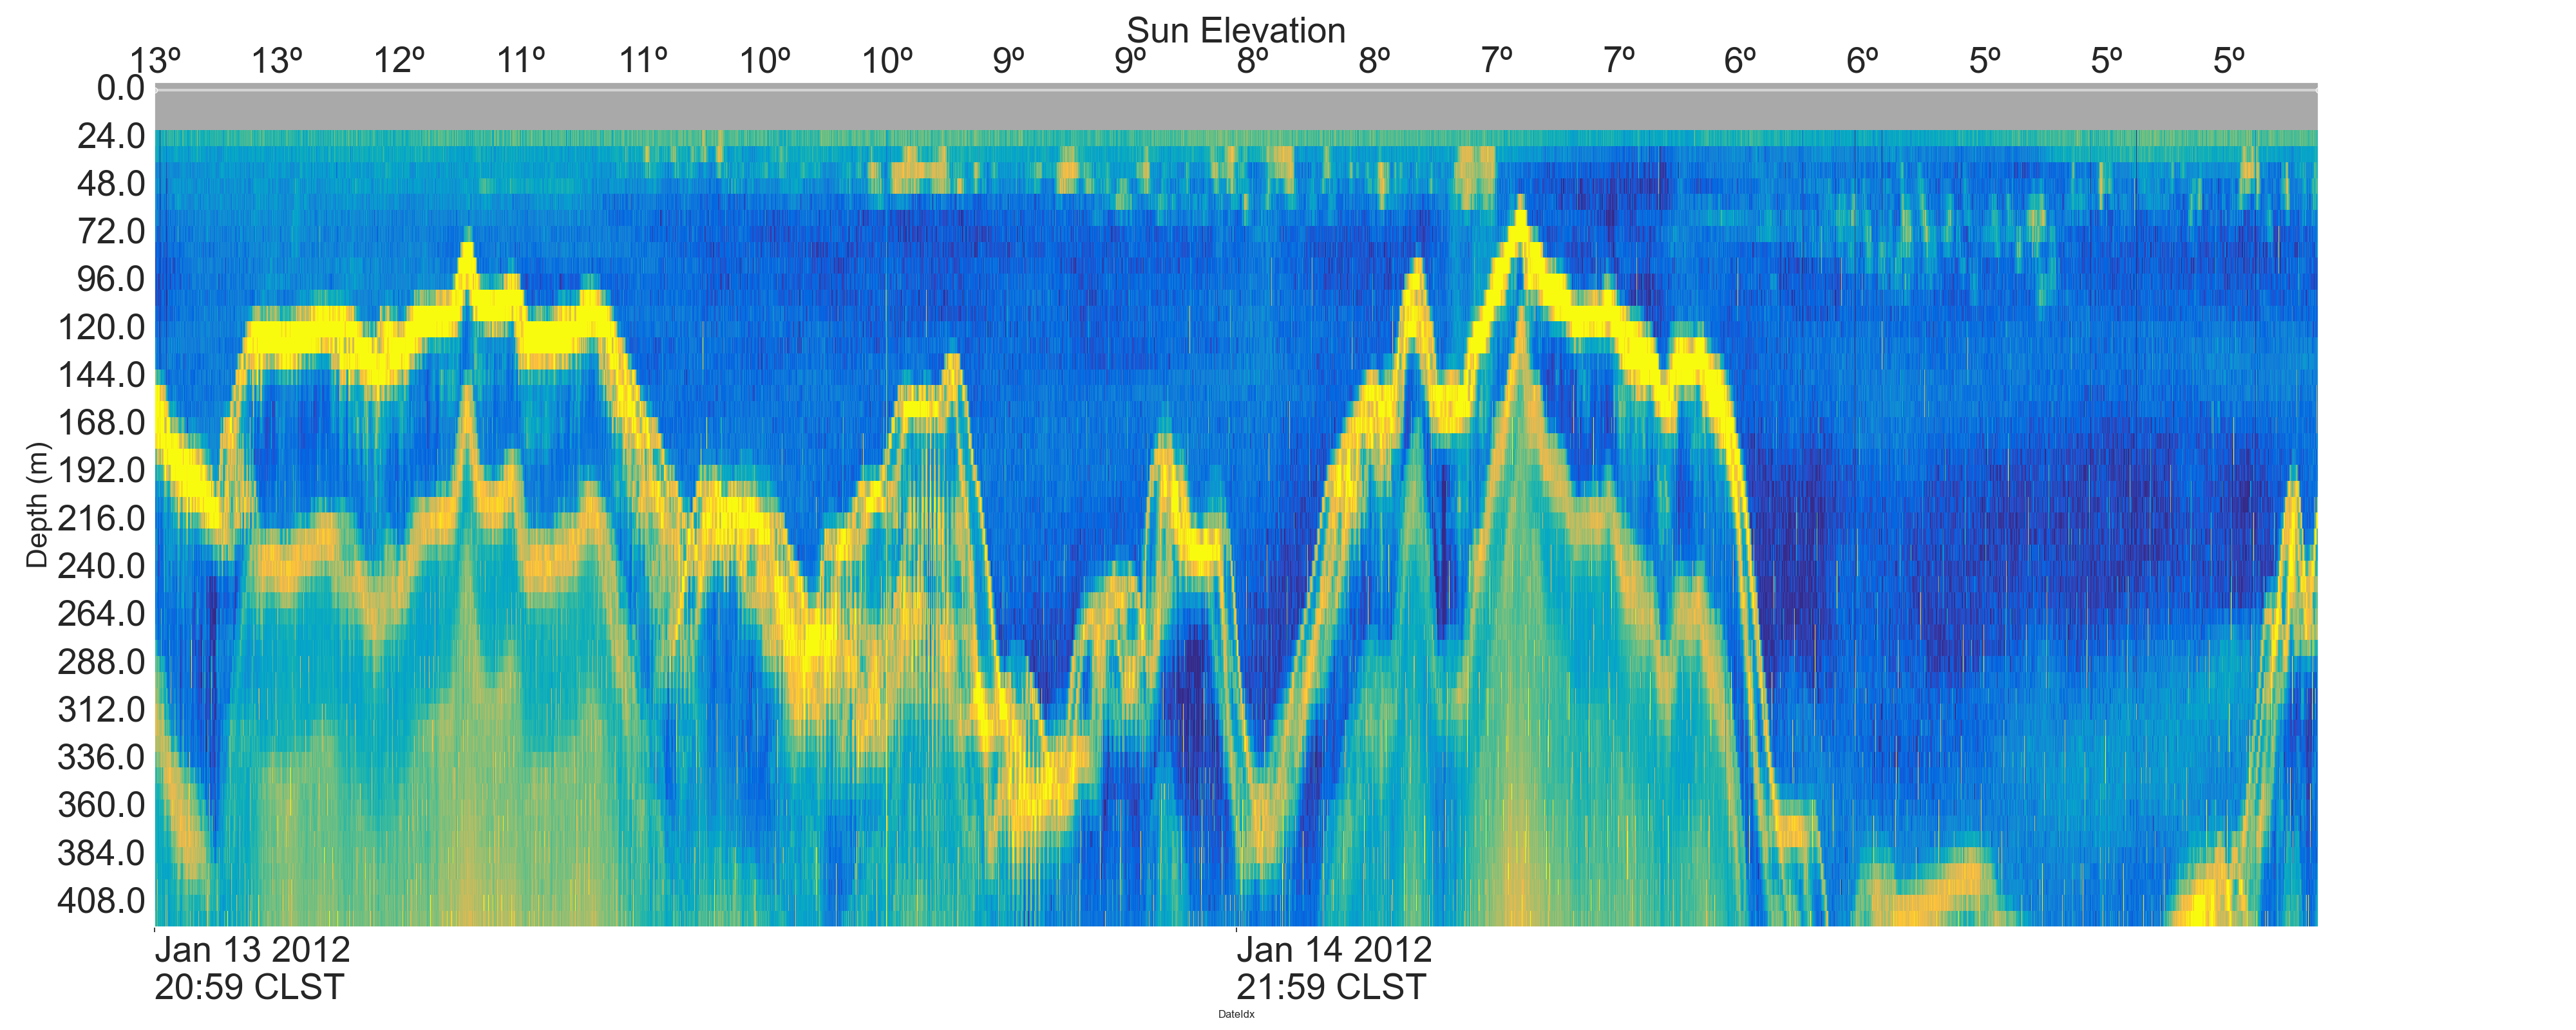 Sun Elevation
13º 13º 12º 11º 11º 10º 10º 9º 9º 8º 8º 7º 7º 6º 6º 5º 5º 5º
0.0
24.0
48.0
72.0
96.0
120.0
144.0
168.0
192.0
216.0
240.0
264.0
288.0
312.0
336.0
360.0
384.0
408.0
Depth (m)
Jan 13 2012
20:59 CLST
Jan 14 2012
21:59 CLST
DateIdx